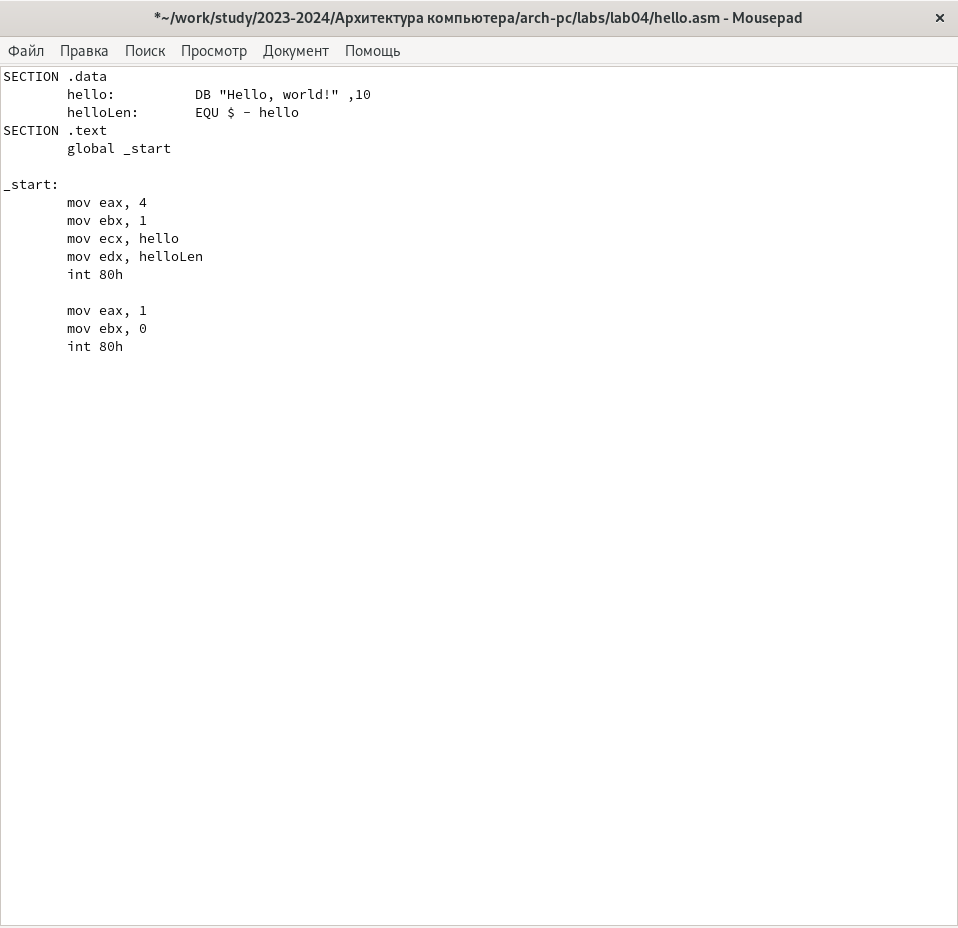 *~/work/study/2023-2024/Архитектура компьютера/arch-pc/labs/lab04/hello.asm - Mousepad ×
Файл Правка Поиск Просмотр Документ Помощь
SECTION .data
hello: DB "Hello, world!" ,10
helloLen: EQU $ - hello
SECTION .text
global _start
_start:
mov eax, 4
mov ebx, 1
mov ecx, hello
mov edx, helloLen
int 80h
mov eax, 1
mov ebx, 0
int 80h